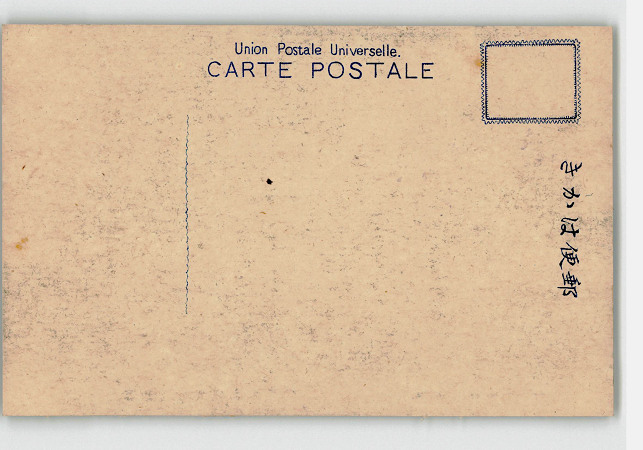 Union Postale Universelle.
CARTE POSTALE
きかは便郵